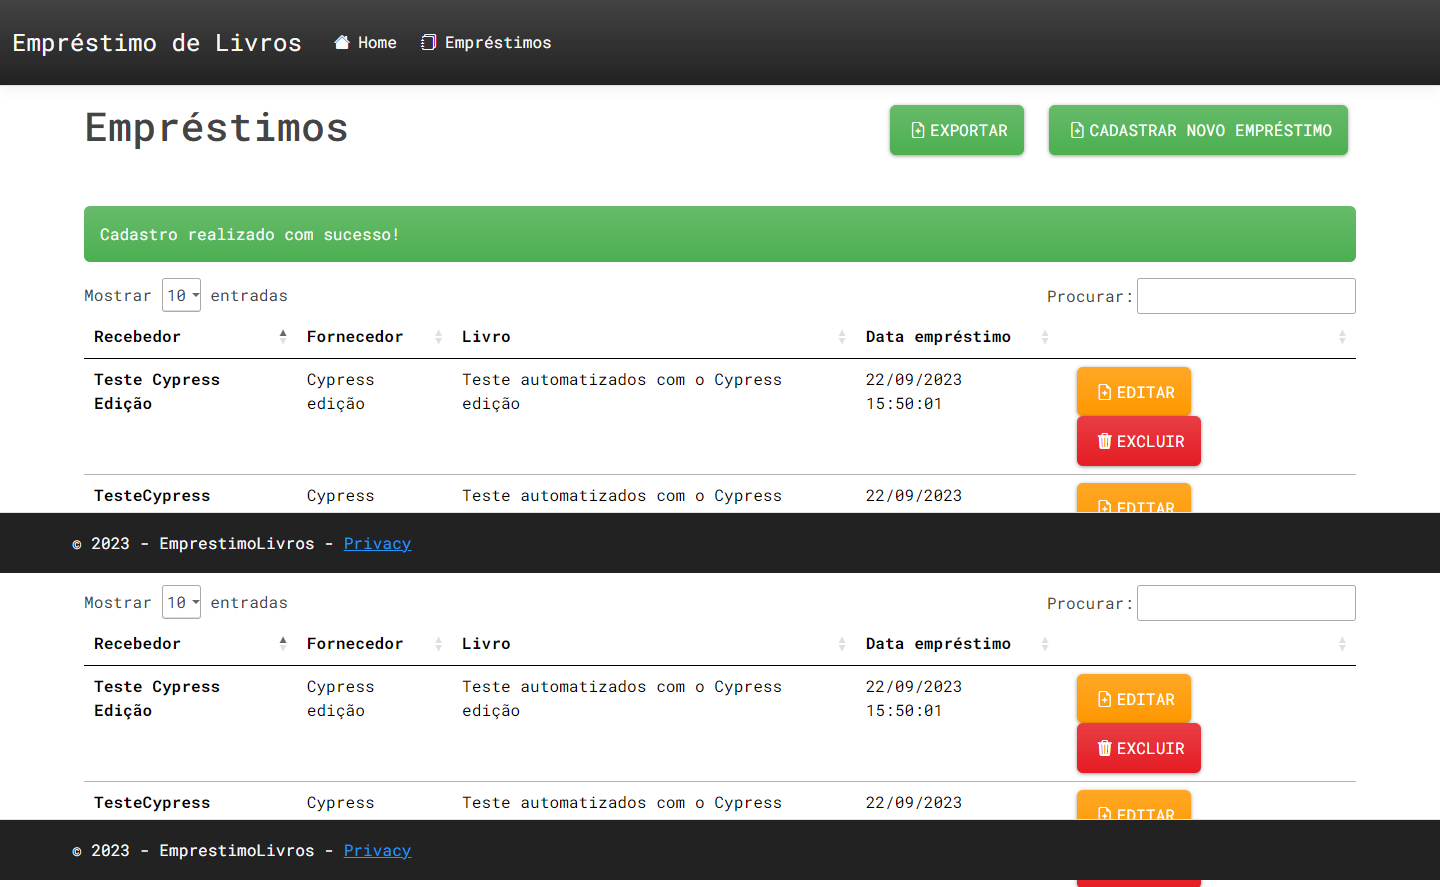 Empréstimo de Livros Home Empréstimos
Empréstimos EXPORTAR CADASTRAR NOVO EMPRÉSTIMO
Cadastro realizado com sucesso!
Mostrar 10 entradas Procurar:
Recebedor Fornecedor Livro Data empréstimo
Teste Cypress Cypress Teste automatizados com o Cypress 22/09/2023 EDITAR
Edição edição edição 15:50:01
EXCLUIR
TesteCypress Cypress Teste automatizados com o Cypress 22/09/2023 EDITAR
© 2023 - EmprestimoLivros - Privacy
Mostrar 10 entradas Procurar:
Recebedor Fornecedor Livro Data empréstimo
Teste Cypress Cypress Teste automatizados com o Cypress 22/09/2023 EDITAR
Edição edição edição 15:50:01
EXCLUIR
TesteCypress Cypress Teste automatizados com o Cypress 22/09/2023 EDITAR
© 2023 - EmprestimoLivros - Privacy